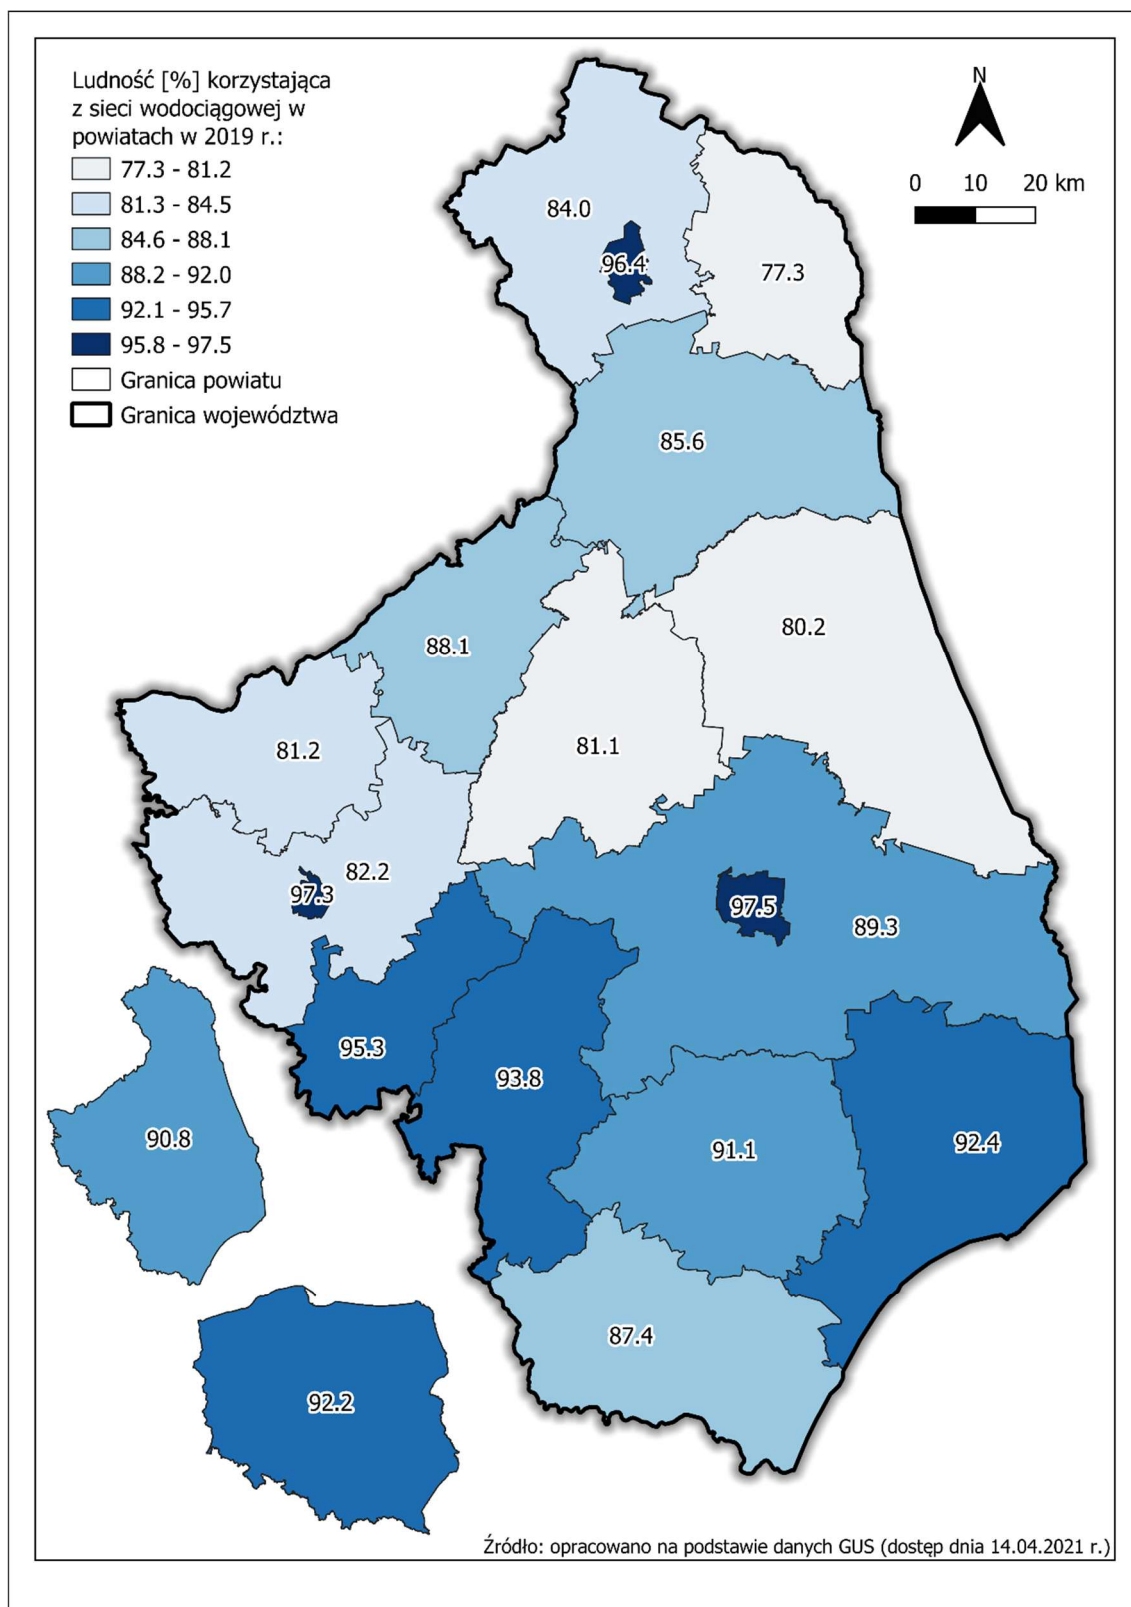 Ludność [%] korzystająca
z sieci wodociągowej w
powiatach w 2019 r.:
77.3 - 81.2
81.3 - 84.5
84.6 - 88.1
88.2 - 92.0
92.1 - 95.7
95.8 - 97.5
Granica powiatu
Granica województwa
N
0 10 20 km
84.0
96.4
77.3
85.6
80.2
88.1
81.1
81.2
82.2
97.3
97.5
89.3
95.3
93.8
91.1
92.4
90.8
87.4
92.2
Źródło: opracowano na podstawie danych GUS (dostęp dnia 14.04.2021 r.)